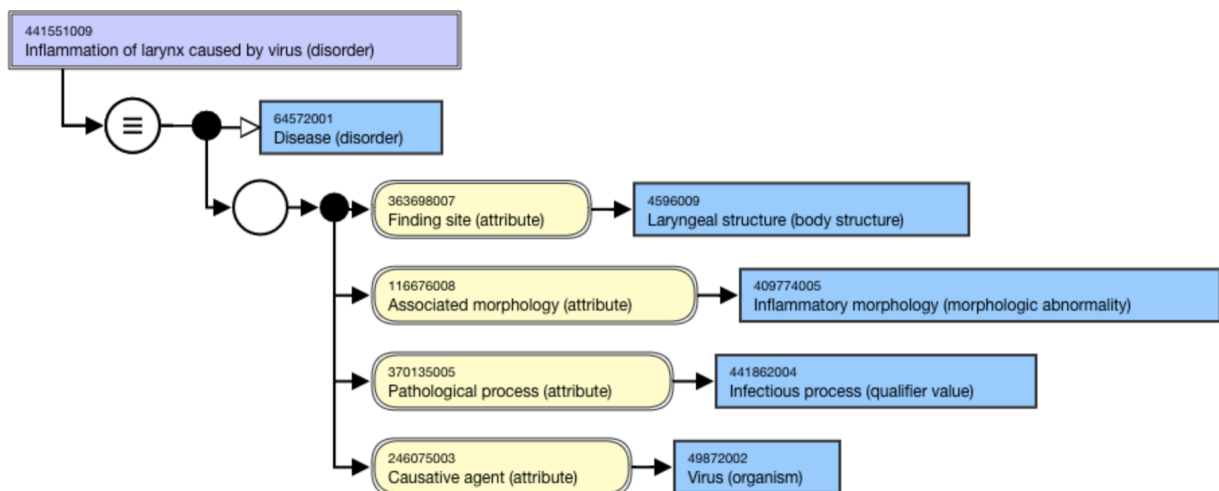 441551009
Inflammation of larynx caused by virus (disorder)
64572001
Disease (disorder)
363698007
Finding site (attribute)
4596009
Laryngeal structure (body structure)
116676008
Associated morphology (attribute)
409774005
Inflammatory morphology (morphologic abnormality)
370135005
Pathological process (attribute)
441862004
Infectious process (qualifier value)
246075003
Causative agent (attribute)
49872002
Virus (organism)